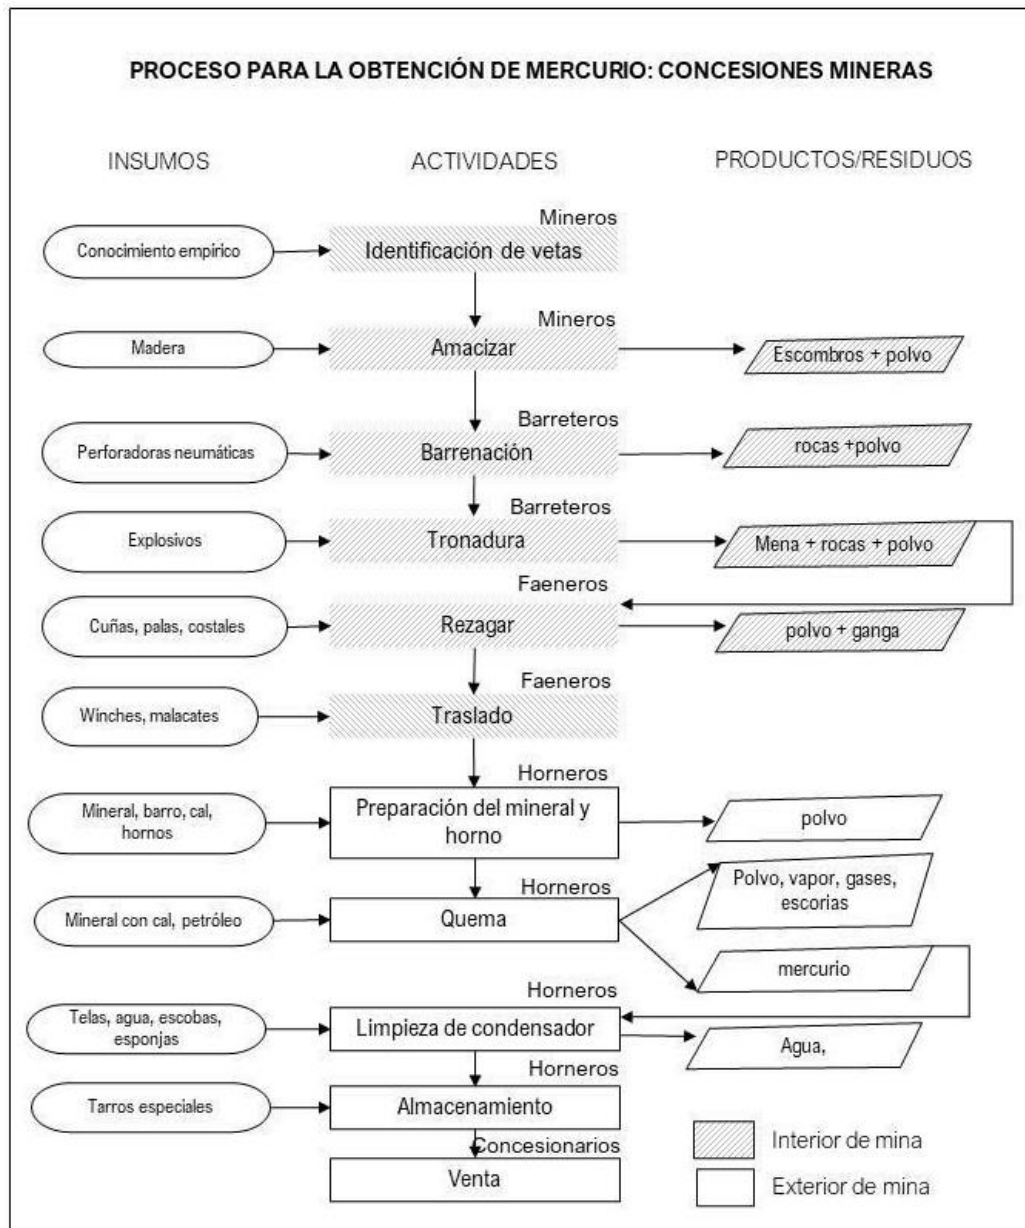 PROCESO PARA LA OBTENCIÓN DE MERCURIO: CONCESIONES MINERAS
INSUMOS
ACTIVIDADES
PRODUCTOS/RESIDUOS
Mineros
Conocimiento empírico
Identificación de vetas
Mineros
Madera
Amacizar
Escombros + polvo
Barreteros
Perforadoras neumáticas
Barrenación
rocas +polvo
Barreteros
Explosivos
Tronadura
Mena + rocas + polvo
Faeneros
Cuñas, palas, costales
Rezagar
polvo + ganga
Faeneros
Winches, malacates
Traslado
Horneros
Mineral, barro, cal,
hornos
Preparación del mineral y
horno
polvo
Horneros
Mineral con cal, petróleo
Quema
Polvo, vapor, gases,
escorias
mercurio
Horneros
Telas, agua, escobas,
esponjas
Limpieza de condensador
Agua,
Horneros
Tarros especiales
Almacenamiento
Concesionarios
Venta
Interior de mina
Exterior de mina